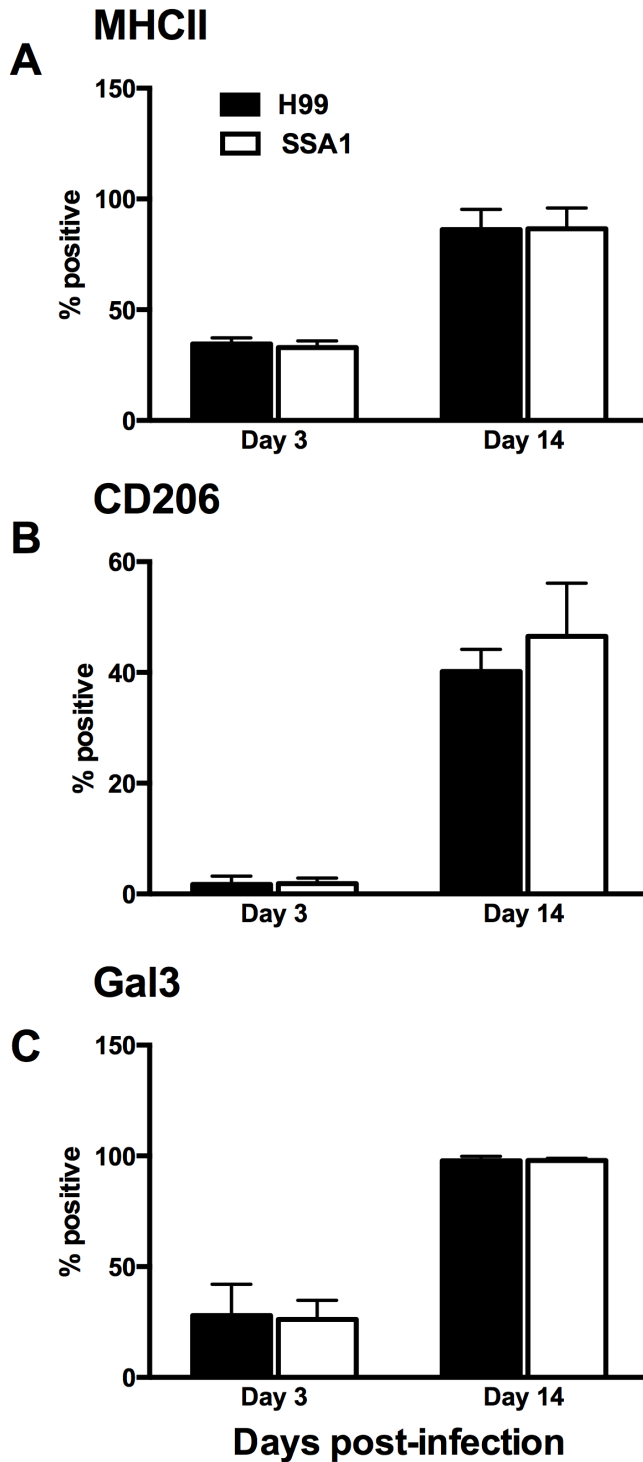 MHCII
A
150
H99
SSA1
100
% positive
50
0
Day 3 Day 14
CD206
B
60
40
% positive
20
0
Day 3 Day 14
Gal3
C
150
100
% positive
50
0
Day 3 Day 14
Days post-infection